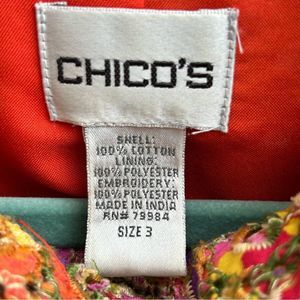 CHICO'S
SHELL:
100% COTTON
LINING:
100% POLYESTER
EMBROIDERY:
100% POLYESTER
MADE IN INDIA
RN# 79984
SIZE 3